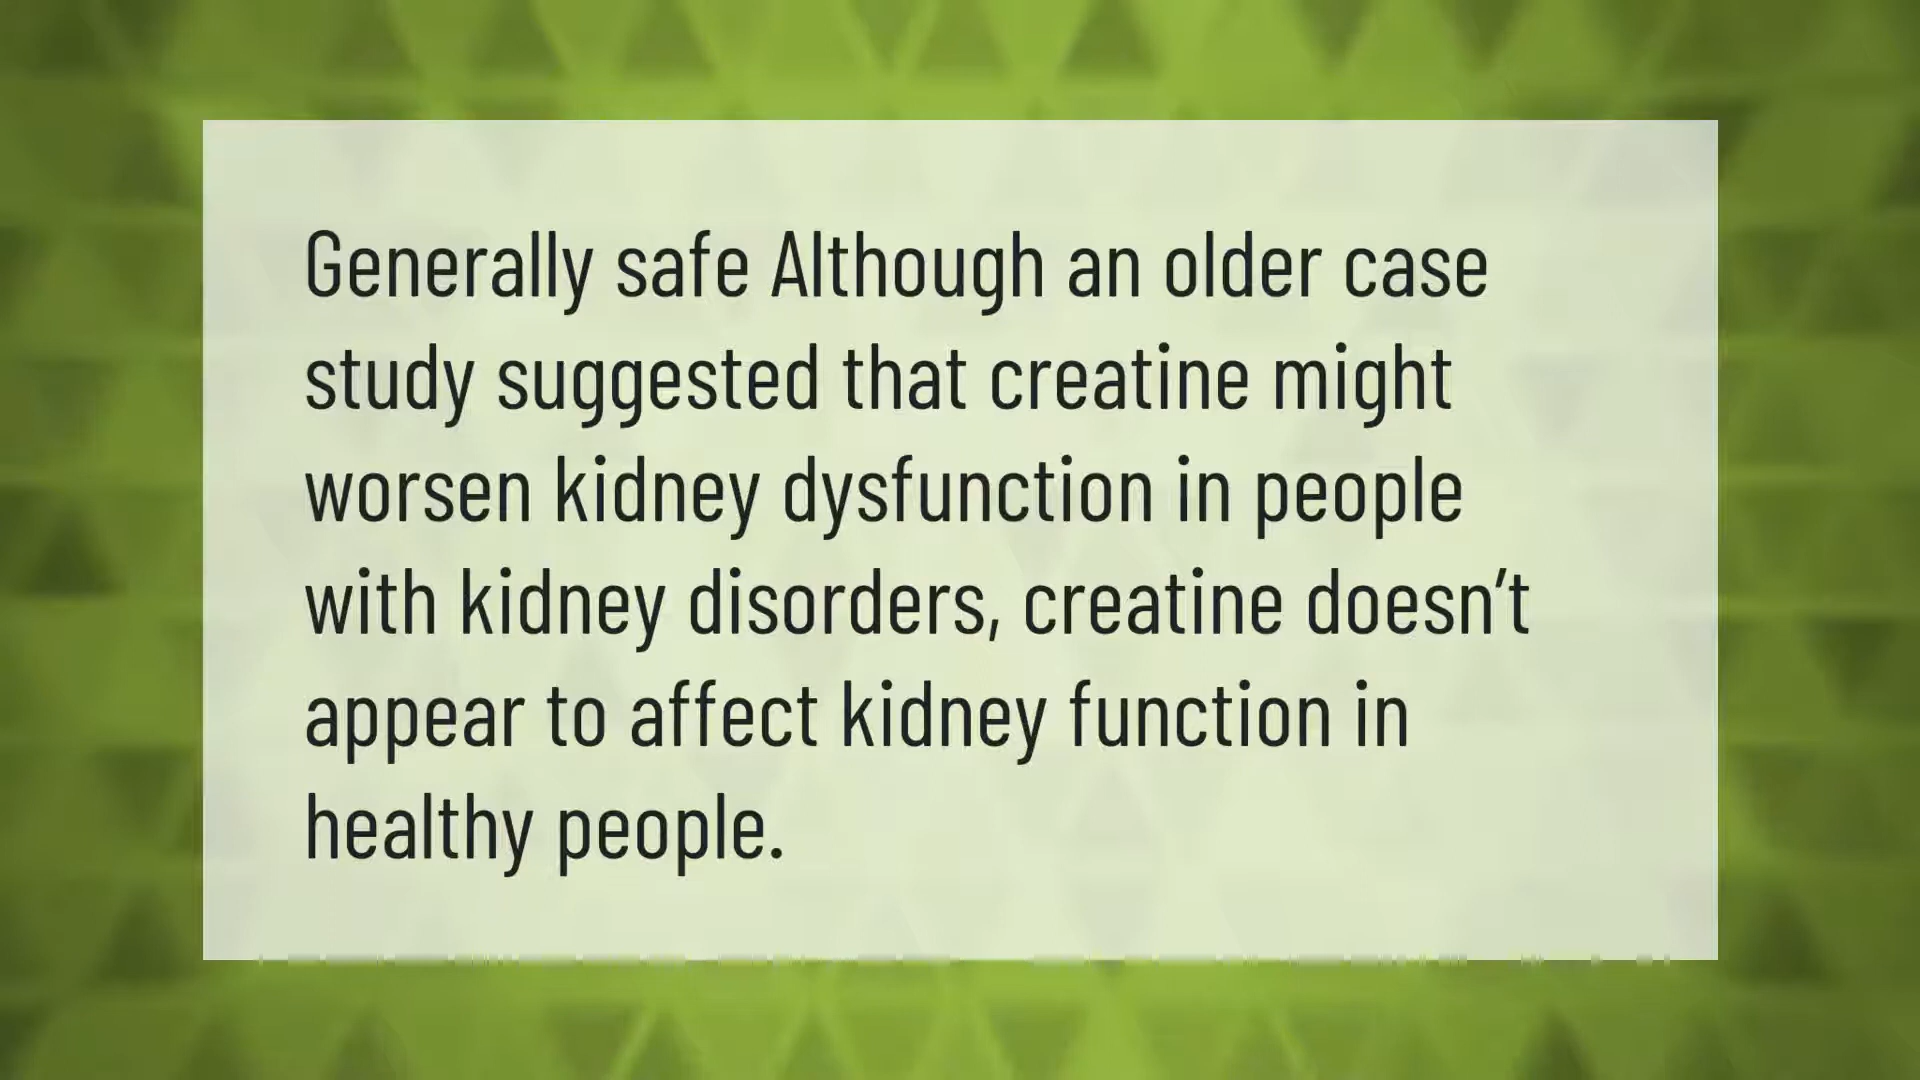 Generally safe Although an older case
study suggested that creatine might
worsen kidney dysfunction in people
with kidney disorders, creatine doesn’t
appear to affect kidney function in
healthy people.